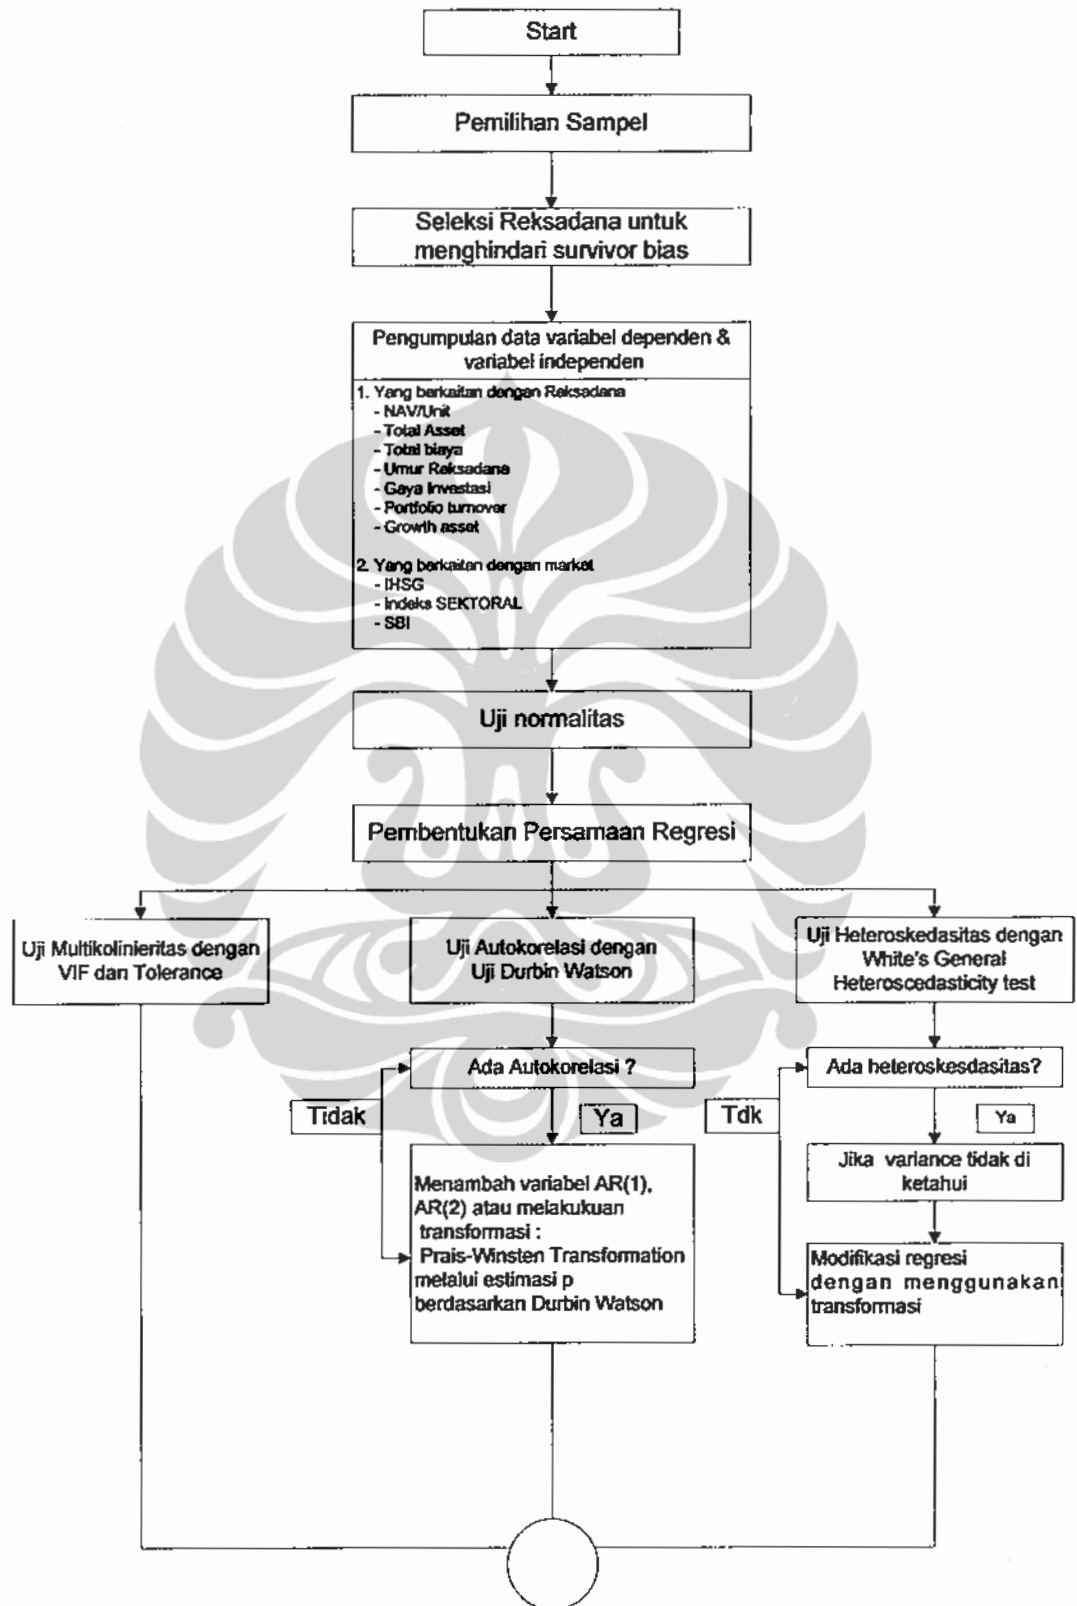 Start
Pemilihan Sampel
Seleksi Reksadana untuk
menghindari survivor bias
Pengumpulan data variabel dependen &
variabel independen
1. Yang berkaitan dengan Reksadana
- NAV/Unit
- Total Asset
- Total biaya
- Umur Reksadana
- Gaya Investasi
- Portfolio turnover
- Growth asset
2. Yang berkaitan dengan market
- IHSG
- Indeks SEKTORAL
- SBI
Uji normalitas
Pembentukan Persamaan Regresi
Uji Multikolinieritas dengan
VIF dan Tolerance
Uji Autokorelasi dengan
Uji Durbin Watson
Uji Heteroskedasitas dengan
White's General
Heteroscedasticity test
Ada Autokorelasi ?
Tidak
Ya
Menambah variabel AR(1),
AR(2) atau melakukuan
transformasi :
Prais-Winsten Transformation
melalui estimasi p
berdasarkan Durbin Watson
Ada heteroskesdasitas?
Tdk
Ya
Jika variance tidak di
ketahui
Modifikasi regresi
dengan menggunakan
transformasi